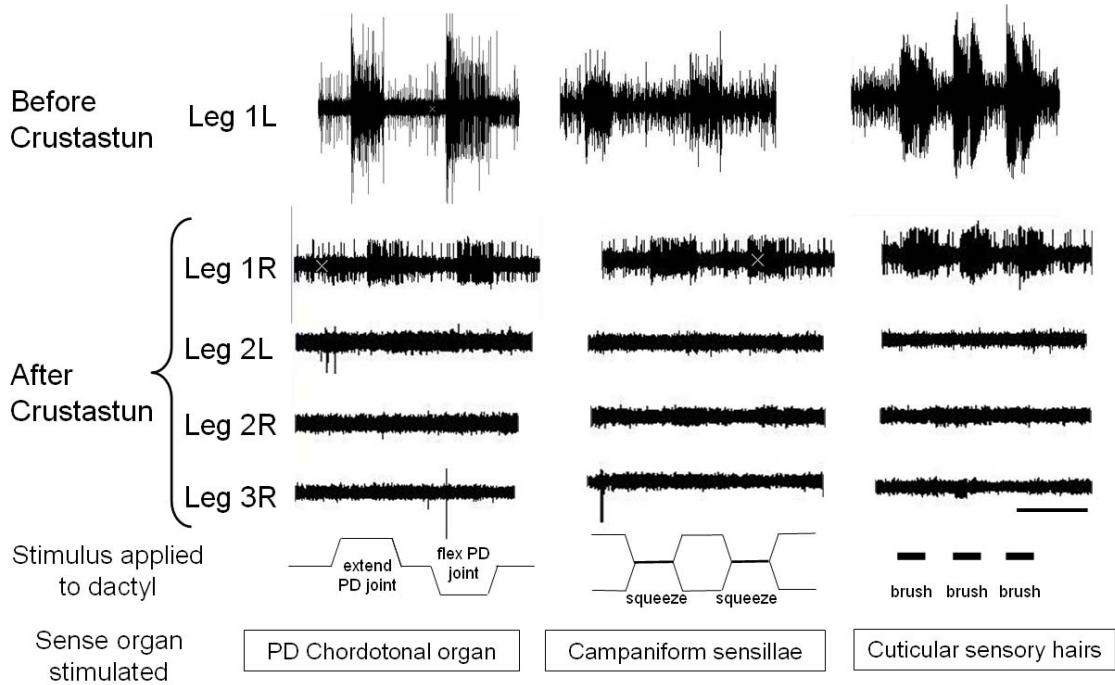 Before
Crustastun
Leg 1L
After
Crustastun
Leg 1R
Leg 2L
Leg 2R
Leg 3R
Stimulus applied
to dactyl
extend
PD joint
flex PD
joint
squeeze
squeeze
brush
brush
brush
Sense organ
stimulated
PD Chordotonal organ
Campaniform sensillae
Cuticular sensory hairs